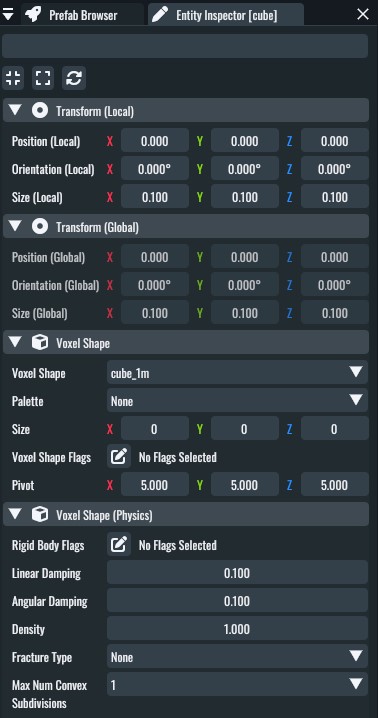 Prefab Browser Entity Inspector [cube]
Transform (Local)
Position (Local) X 0.000 Y 0.000 Z 0.000
Orientation (Local) X 0.000° Y 0.000° Z 0.000°
Size (Local) X 0.100 Y 0.100 Z 0.100
Transform (Global)
Position (Global) X 0.000 Y 0.000 Z 0.000
Orientation (Global) X 0.000° Y 0.000° Z 0.000°
Size (Global) X 0.100 Y 0.100 Z 0.100
Voxel Shape
Voxel Shape cube_1m
Palette None
Size X 0 Y 0 Z 0
Voxel Shape Flags No Flags Selected
Pivot X 5.000 Y 5.000 Z 5.000
Voxel Shape (Physics)
Rigid Body Flags No Flags Selected
Linear Damping 0.100
Angular Damping 0.100
Density 1.000
Fracture Type None
Max Num Convex 1
Subdivisions